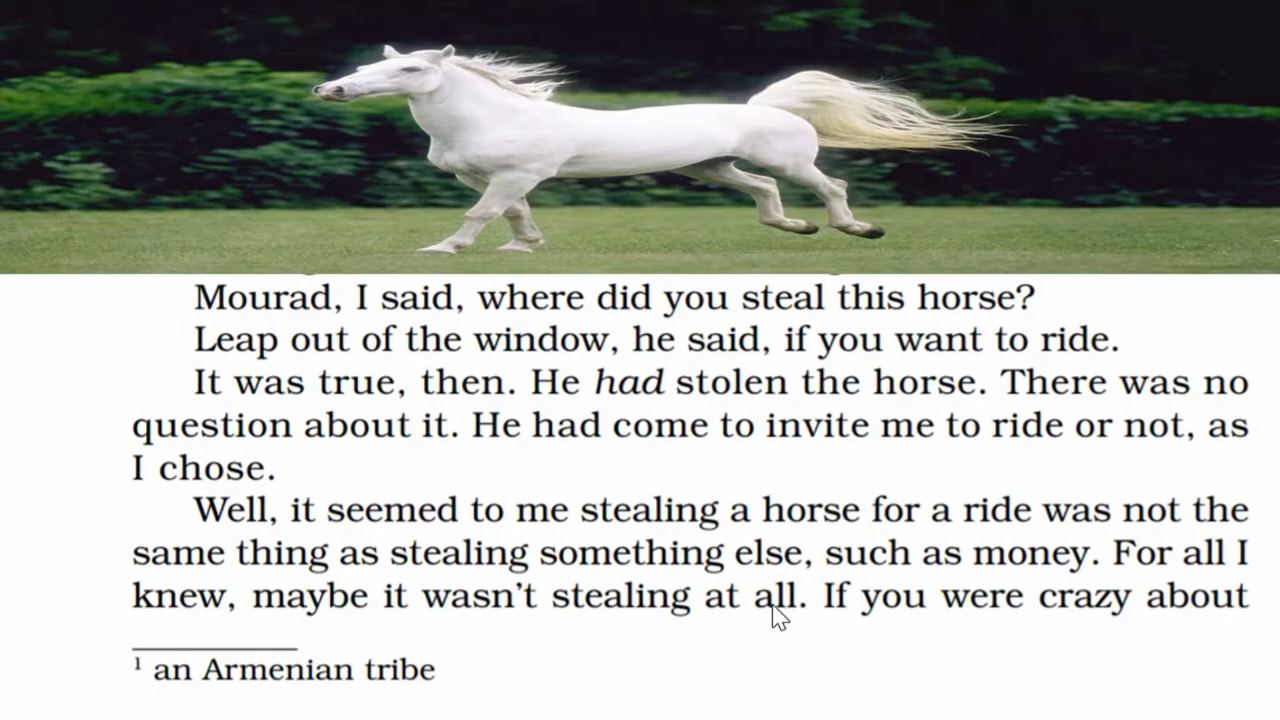 Mourad, I said, where did you steal this horse?
Leap out of the window, he said, if you want to ride.
It was true, then. He had stolen the horse. There was no
question about it. He had come to invite me to ride or not, as
I chose.
Well, it seemed to me stealing a horse for a ride was not the
same thing as stealing something else, such as money. For all I
knew, maybe it wasn’t stealing at all. If you were crazy about
1 an Armenian tribe